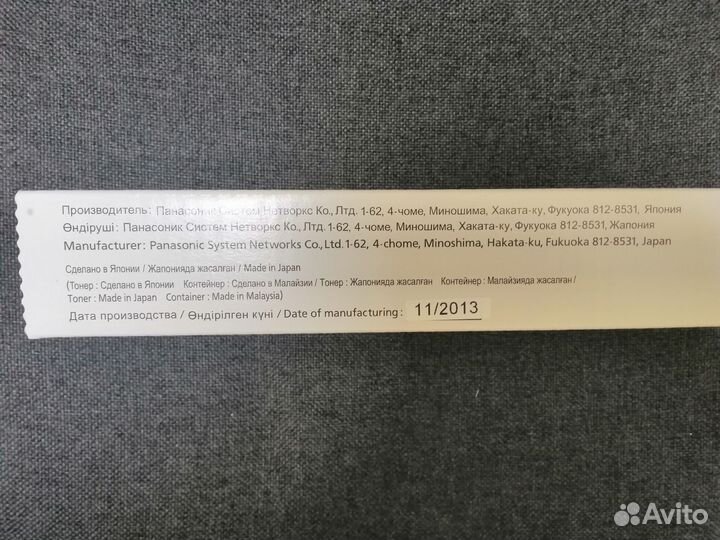 Производитель: Панасоник Систем Нетворкс Ко., Лтд. 1-62, 4-чоме, Миношима, Хаката-ку, Фукуока 812-8531, Япония
Өндіруші: Панасоник Систем Нетворкс Ко., Лтд. 1-62, 4-чоме, Миношима, Хаката-ку, Фукуока 812-8531, Жапония
Manufacturer: Panasonic System Networks Co., Ltd. 1-62, 4-chome, Minoshima, Hakata-ku, Fukuoka 812-8531, Japan
Сделано в Японии / Жапонияда жасалған / Made in Japan
(Тонер : Сделано в Японии Контейнер : Сделано в Малайзии / Тонер : Жапонияда жасалған Контейнер : Малайзияда жасалған /
Toner : Made in Japan Container : Made in Malaysia)
Дата производства / Өндірілген күні / Date of manufacturing: 11/2013
Avito